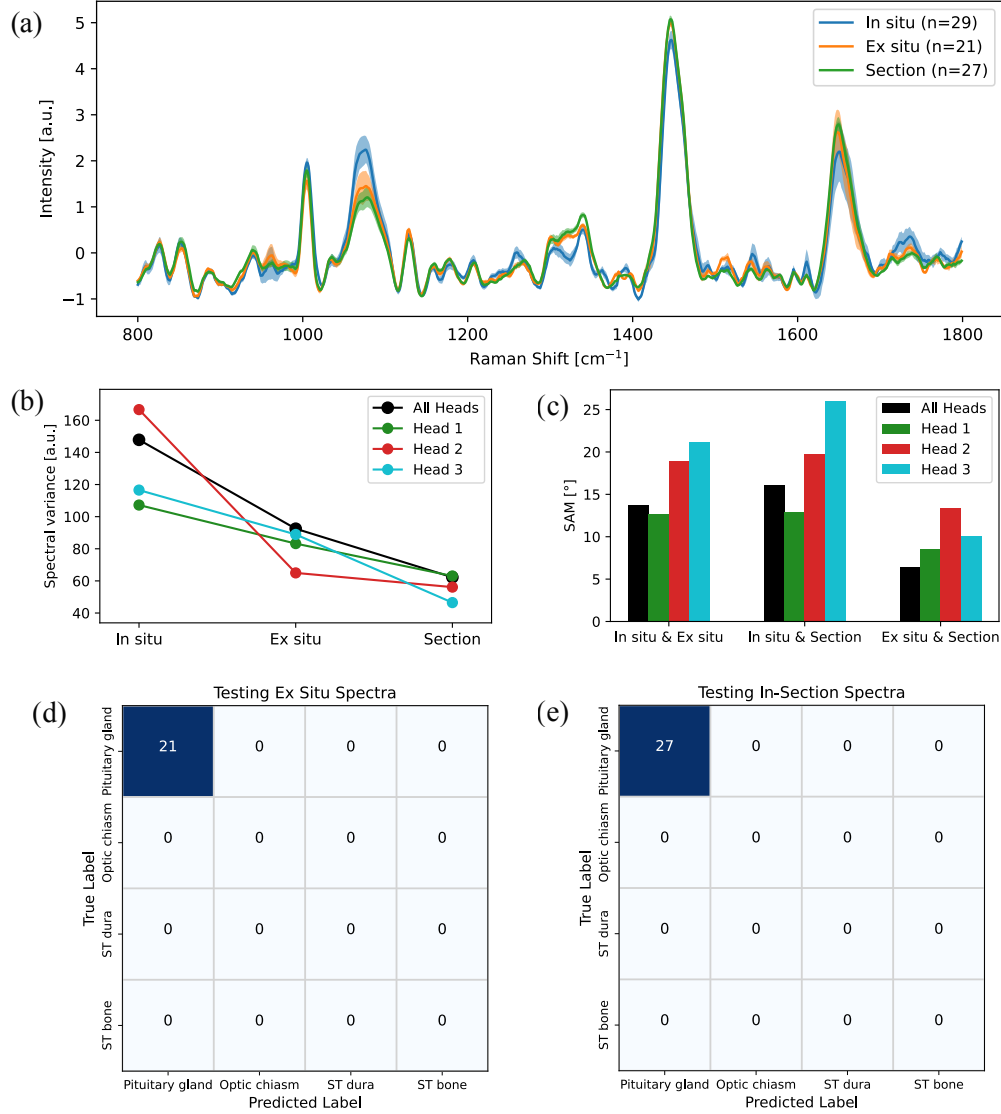 (a)
In situ (n=29)
Ex situ (n=21)
Section (n=27)
5
4
3
2
1
0
−1
Intensity [a.u.]
800 1000 1200 1400 1600 1800
Raman Shift [cm⁻¹]
(b)
All Heads
Head 1
Head 2
Head 3
160
140
120
100
80
60
40
Spectral variance [a.u.]
In situ Ex situ Section
(c)
All Heads
Head 1
Head 2
Head 3
25
20
15
10
5
0
SAM [°]
In situ & Ex situ In situ & Section Ex situ & Section
(d)
Testing Ex Situ Spectra
True Label
Pituitary gland
Optic chiasm
ST dura
ST bone
21 0 0 0
0 0 0 0
0 0 0 0
0 0 0 0
Pituitary gland Optic chiasm ST dura ST bone
Predicted Label
(e)
Testing In-Section Spectra
True Label
Pituitary gland
Optic chiasm
ST dura
ST bone
27 0 0 0
0 0 0 0
0 0 0 0
0 0 0 0
Pituitary gland Optic chiasm ST dura ST bone
Predicted Label